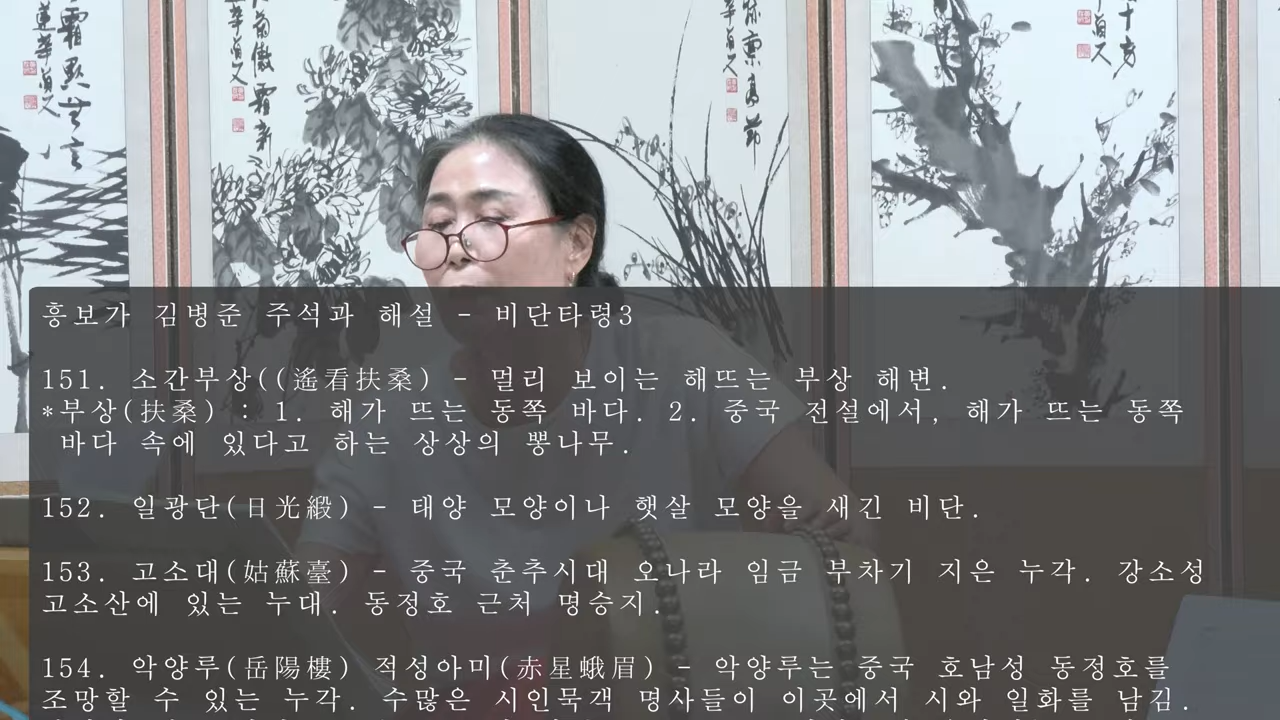 흥보가 김병준 주석과 해설 - 비단타령3
151. 소간부상((遙看扶桑) - 멀리 보이는 해뜨는 부상 해변.
*부상(扶桑) : 1. 해가 뜨는 동쪽 바다. 2. 중국 전설에서, 해가 뜨는 동쪽
바다 속에 있다고 하는 상상의 뽕나무.
152. 일광단(日光緞) - 태양 모양이나 햇살 모양을 새긴 비단.
153. 고소대(姑蘇臺) - 중국 춘추시대 오나라 임금 부차기 지은 누각. 강소성
고소산에 있는 누대. 동정호 근처 명승지.
154. 악양루(岳陽樓) 적성아미(赤星蛾眉) - 악양루는 중국 호남성 동정호를
조망할 수 있는 누각. 수많은 시인묵객 명사들이 이곳에서 시와 일화를 남김.